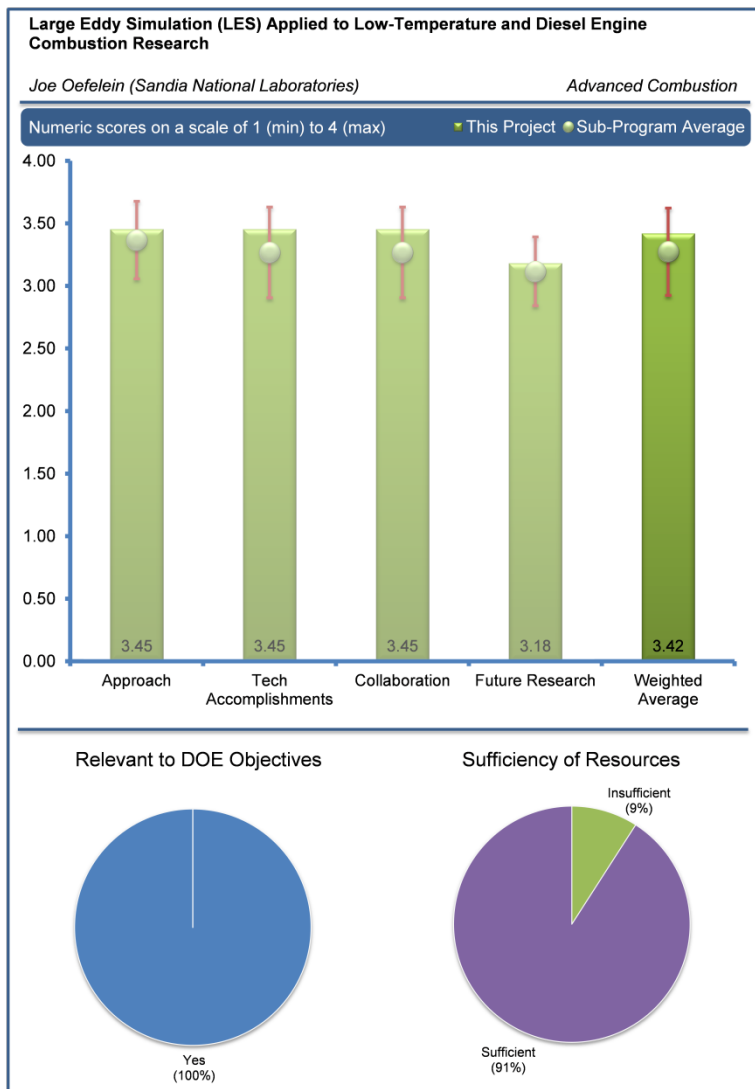 Large Eddy Simulation (LES) Applied to Low-Temperature and Diesel Engine
Combustion Research
Joe Oefelein (Sandia National Laboratories) Advanced Combustion
Numeric scores on a scale of 1 (min) to 4 (max) This Project Sub-Program Average
4.00
3.50
3.00
2.50
2.00
1.50
1.00
0.50
0.00
3.45 3.45 3.45 3.18 3.42
Approach Tech Collaboration Future Research Weighted
Accomplishments Average
Relevant to DOE Objectives Sufficiency of Resources
Insufficient
(9%)
Yes
(100%)
Sufficient
(91%)